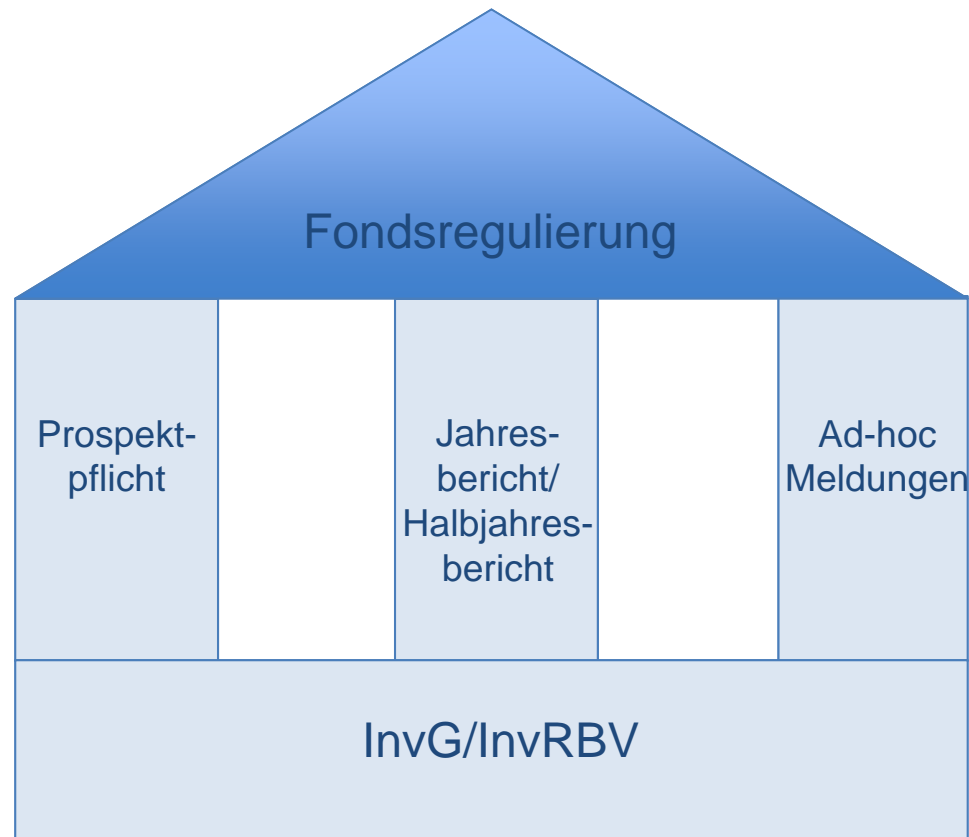 Fondsregulierung
Prospekt-
pflicht
Jahres-
bericht/
Halbjahres-
bericht
Ad-hoc
Meldungen
InvG/InvRBV